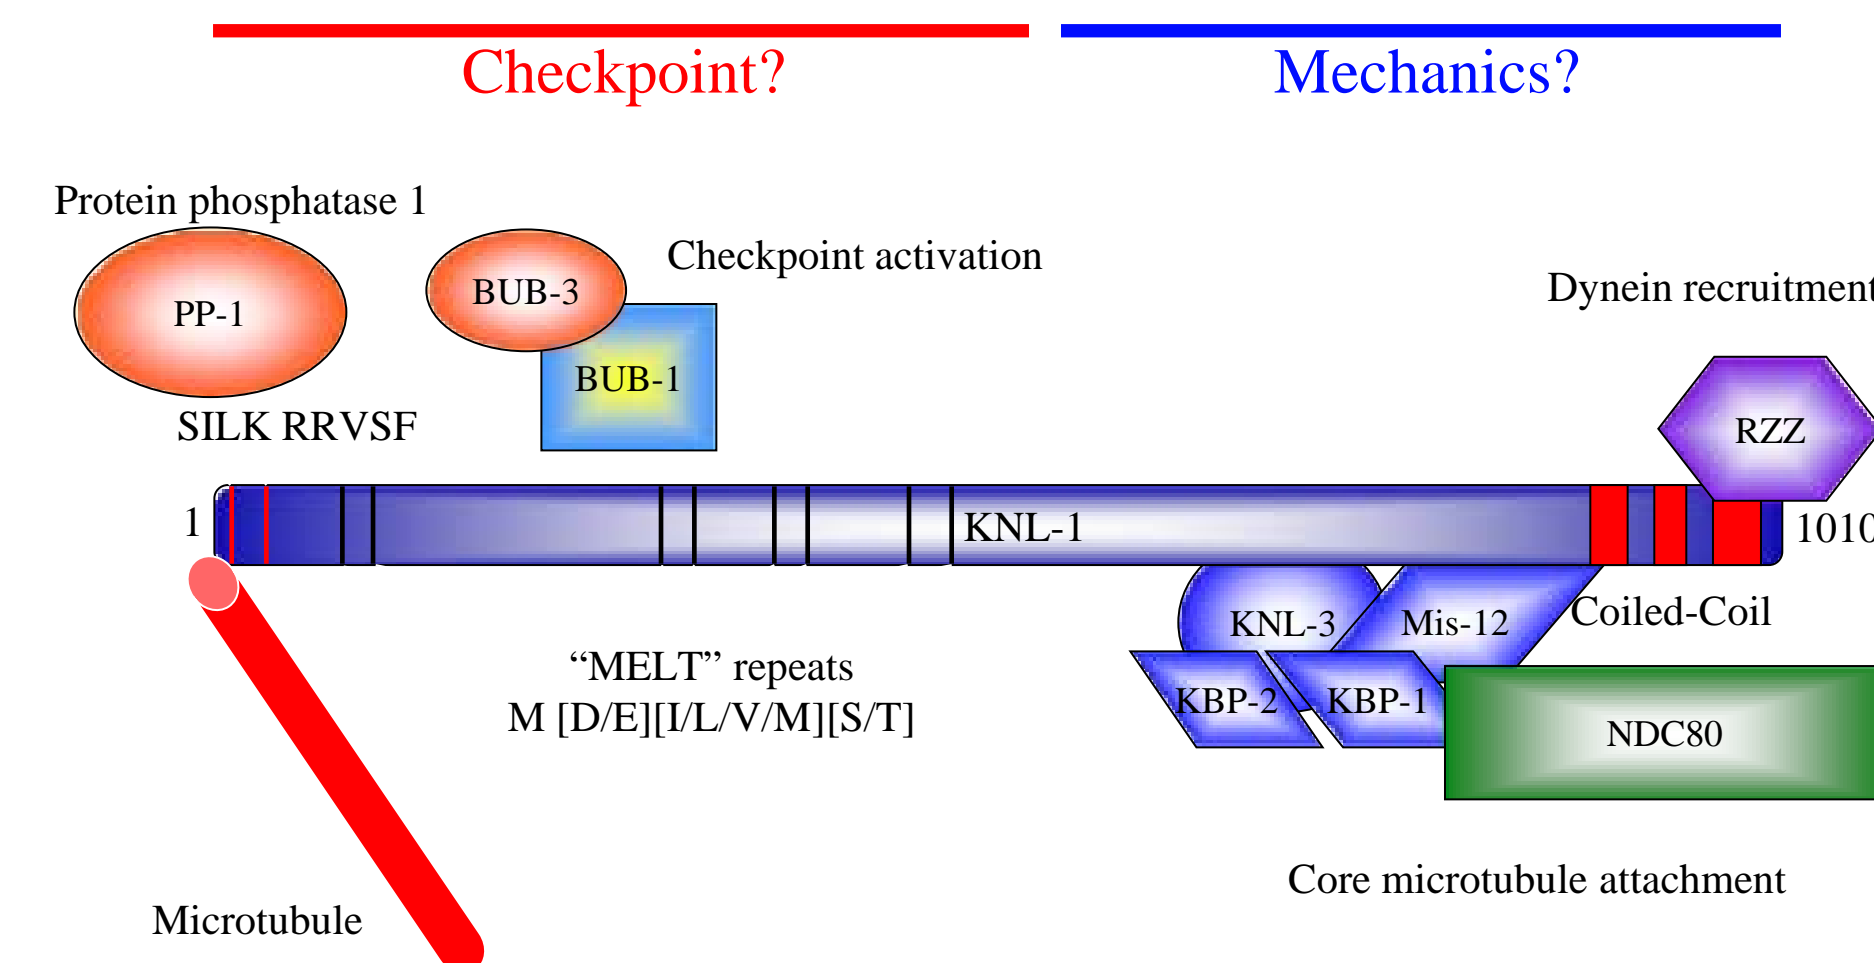 Checkpoint?
Mechanics?
Protein phosphatase 1
Checkpoint activation
Dynein recruitment
PP-1
BUB-3
BUB-1
RZZ
SILK RRVSF
1
KNL-1
1010
KNL-3
Mis-12
Coiled-Coil
“MELT” repeats
M [D/E][I/L/V/M][S/T]
KBP-2
KBP-1
NDC80
Core microtubule attachment
Microtubule